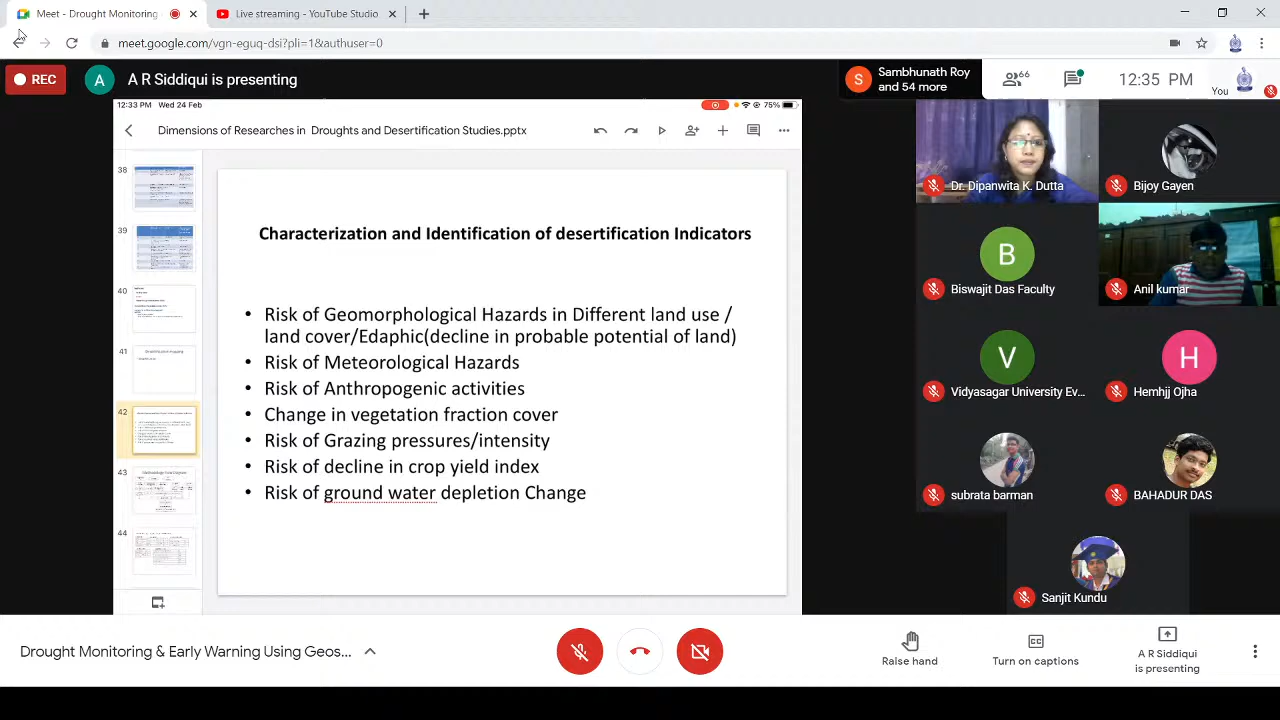 Meet - Drought Monitoring
Live streaming - YouTube Studio
meet.google.com/vgn-eguq-dsi?pli=1&authuser=0
REC
A
A R Siddiqui is presenting
S
Sambhunath Roy
and 54 more
66
12:35 PM
You
12:33 PM Wed 24 Feb
75%
Dimensions of Researches in Droughts and Desertification Studies.pptx
38
39
40
41
42
43
44
Characterization and Identification of desertification Indicators
• Risk of Geomorphological Hazards in Different land use /
land cover/Edaphic(decline in probable potential of land)
• Risk of Meteorological Hazards
• Risk of Anthropogenic activities
• Change in vegetation fraction cover
• Risk of Grazing pressures/intensity
• Risk of decline in crop yield index
• Risk of ground water depletion Change
Dr. Dipanwita
Dutta
Bijoy Gayen
B
Biswajit Das Faculty
Anil kumar
V
Vidyasagar University Ev...
H
Hemhjj Ojha
subrata barman
BAHADUR DAS
Sanjit Kundu
Drought Monitoring & Early Warning Using Geos...
Raise hand
CC
Turn on captions
A R Siddiqui
is presenting